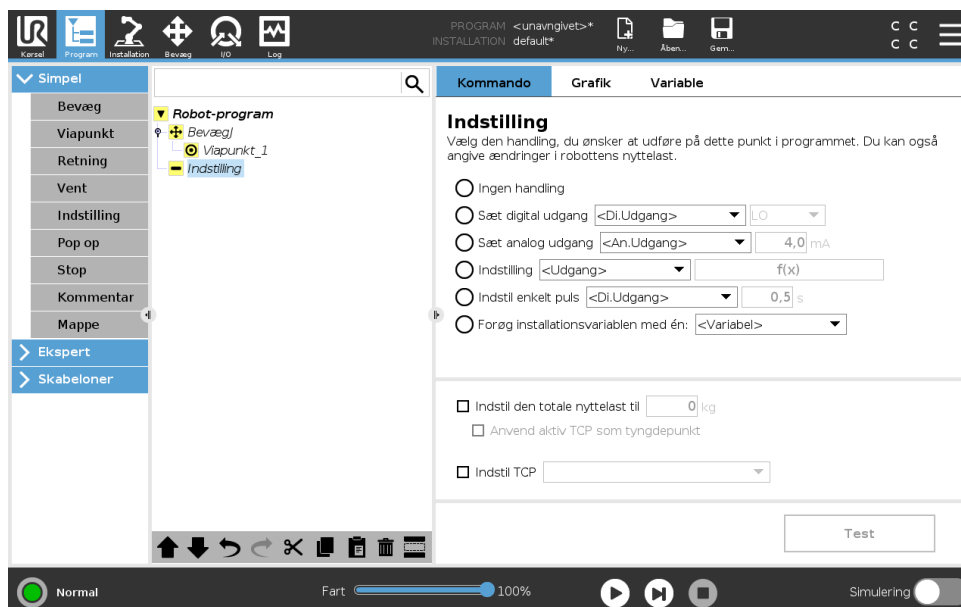 PROGRAM <unavngivet>*
INSTALLATION default*
UR
Kørsel
Program
Installation
Bevæg
I/O
Log
Ny...
Åben...
Gem...
C C
C C
Simpel
Bevæg
Viapunkt
Retning
Vent
Indstilling
Pop op
Stop
Kommentar
Mappe
Ekspert
Skabeloner
Robot-program
BevægJ
Viapunkt_1
Indstilling
Kommando Grafik Variable
Indstilling
Vælg den handling, du ønsker at udføre på dette punkt i programmet. Du kan også
angive ændringer i robottens nyttelast.
Ingen handling
Sæt digital udgang <Di.Udgang> LO
Sæt analog udgang <An.Udgang> 4,0 mA
Indstilling <Udgang> f(x)
Indstil enkelt puls <Di.Udgang> 0,5 s
Forøg installationsvariablen med én: <Variabel>
Indstil den totale nyttelast til 0 kg
Anvend aktiv TCP som tyngdepunkt
Indstil TCP
Test
Normal
Fart 100%
Simulering